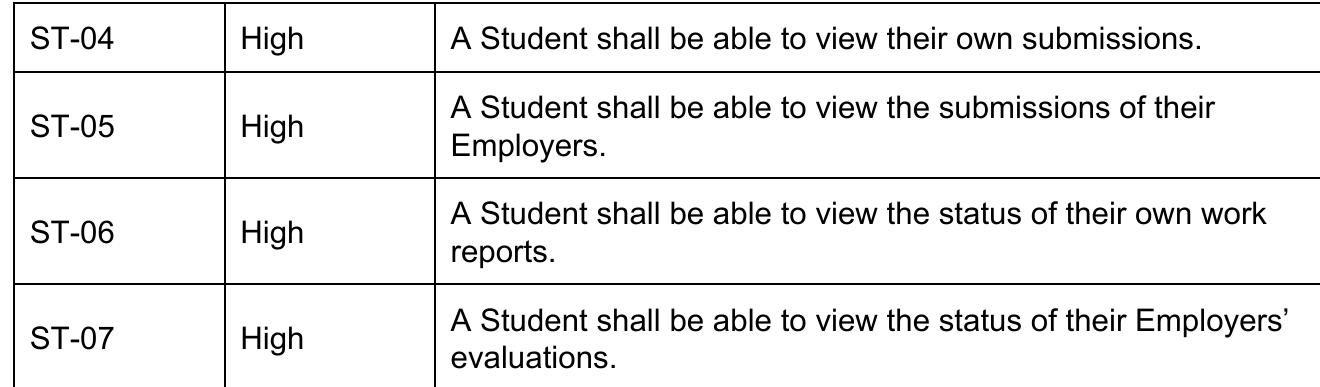 ST-04 High A Student shall be able to view their own submissions.
ST-05 High A Student shall be able to view the submissions of their
Employers.
ST-06 High A Student shall be able to view the status of their own work
reports.
ST-07 High A Student shall be able to view the status of their Employers’
evaluations.